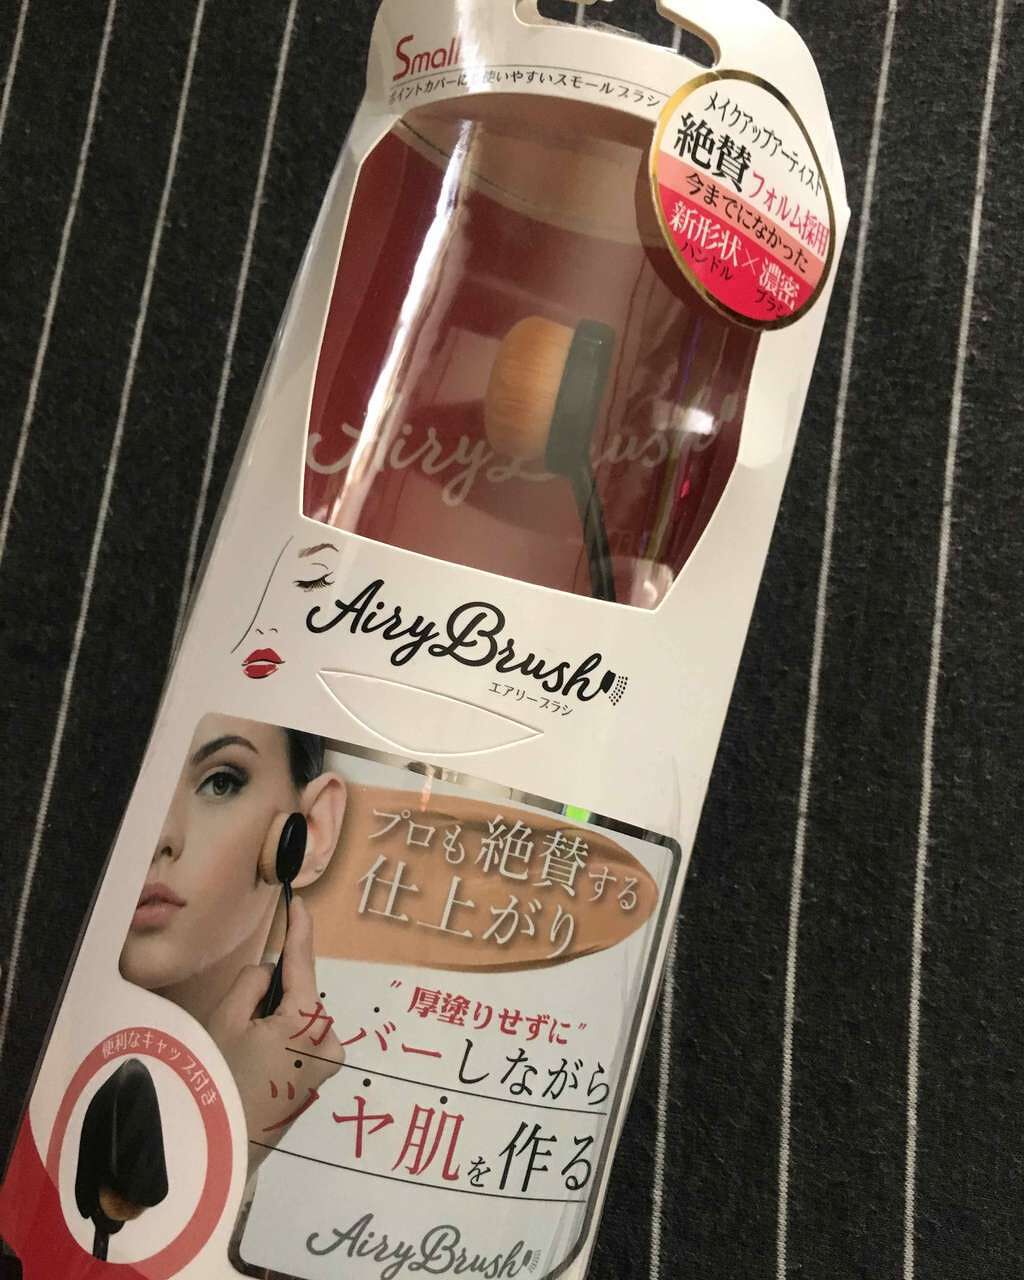 Small
ポイントカバーに使いやすいスモールブラシ
メイクアップアーティスト
絶賛フォルム採用
今までになかった
新形状×濃密
ハンドル ブラシ
AiryBrush
AiryBrush
エアリーブラシ
プロも絶賛する
仕上がり
"厚塗りせずに"
カバーしながら
ツヤ肌を作る
便利なキャップ付き
AiryBrush